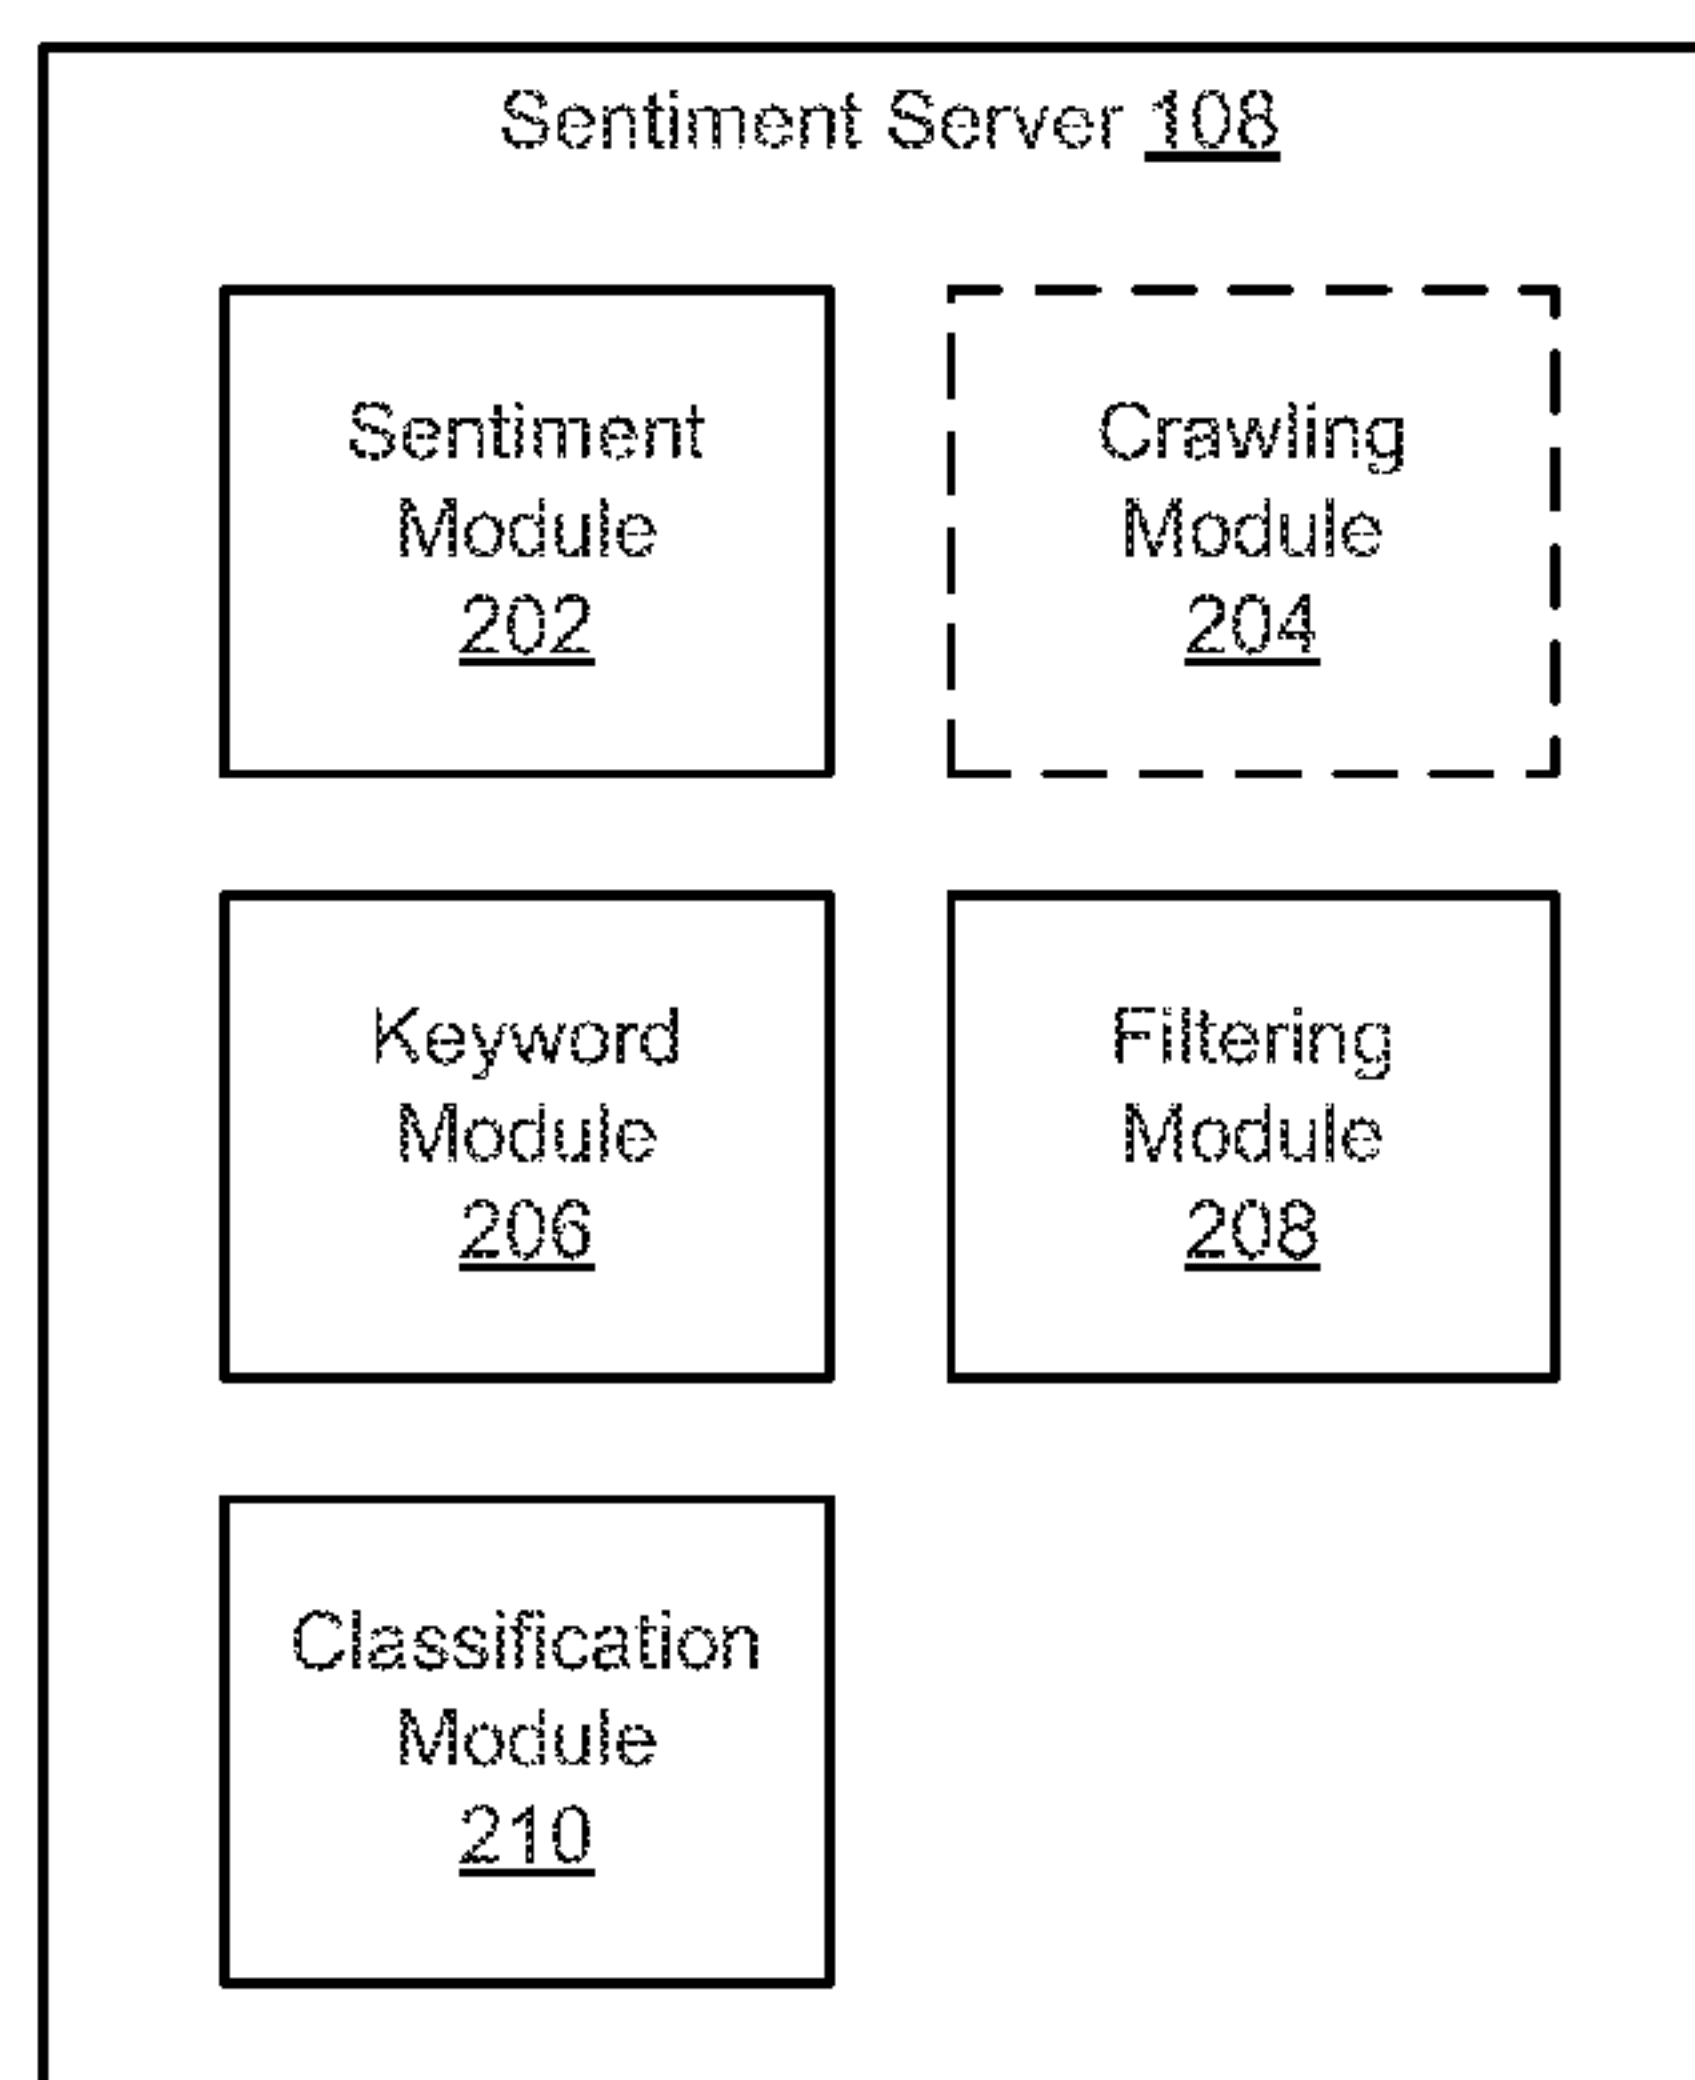 Sentiment Server 108
Sentiment
Module
202
Crawling
Module
204
Keyword
Module
206
Filtering
Module
208
Classification
Module
210